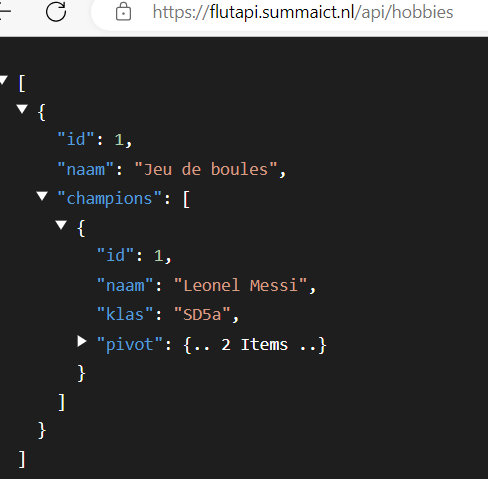 https://flutapi.summaict.nl/api/hobbies
[
{
"id": 1,
"naam": "Jeu de boules",
"champions": [
{
"id": 1,
"naam": "Leonel Messi",
"klas": "SD5a",
"pivot": {.. 2 Items ..}
}
]
}
]